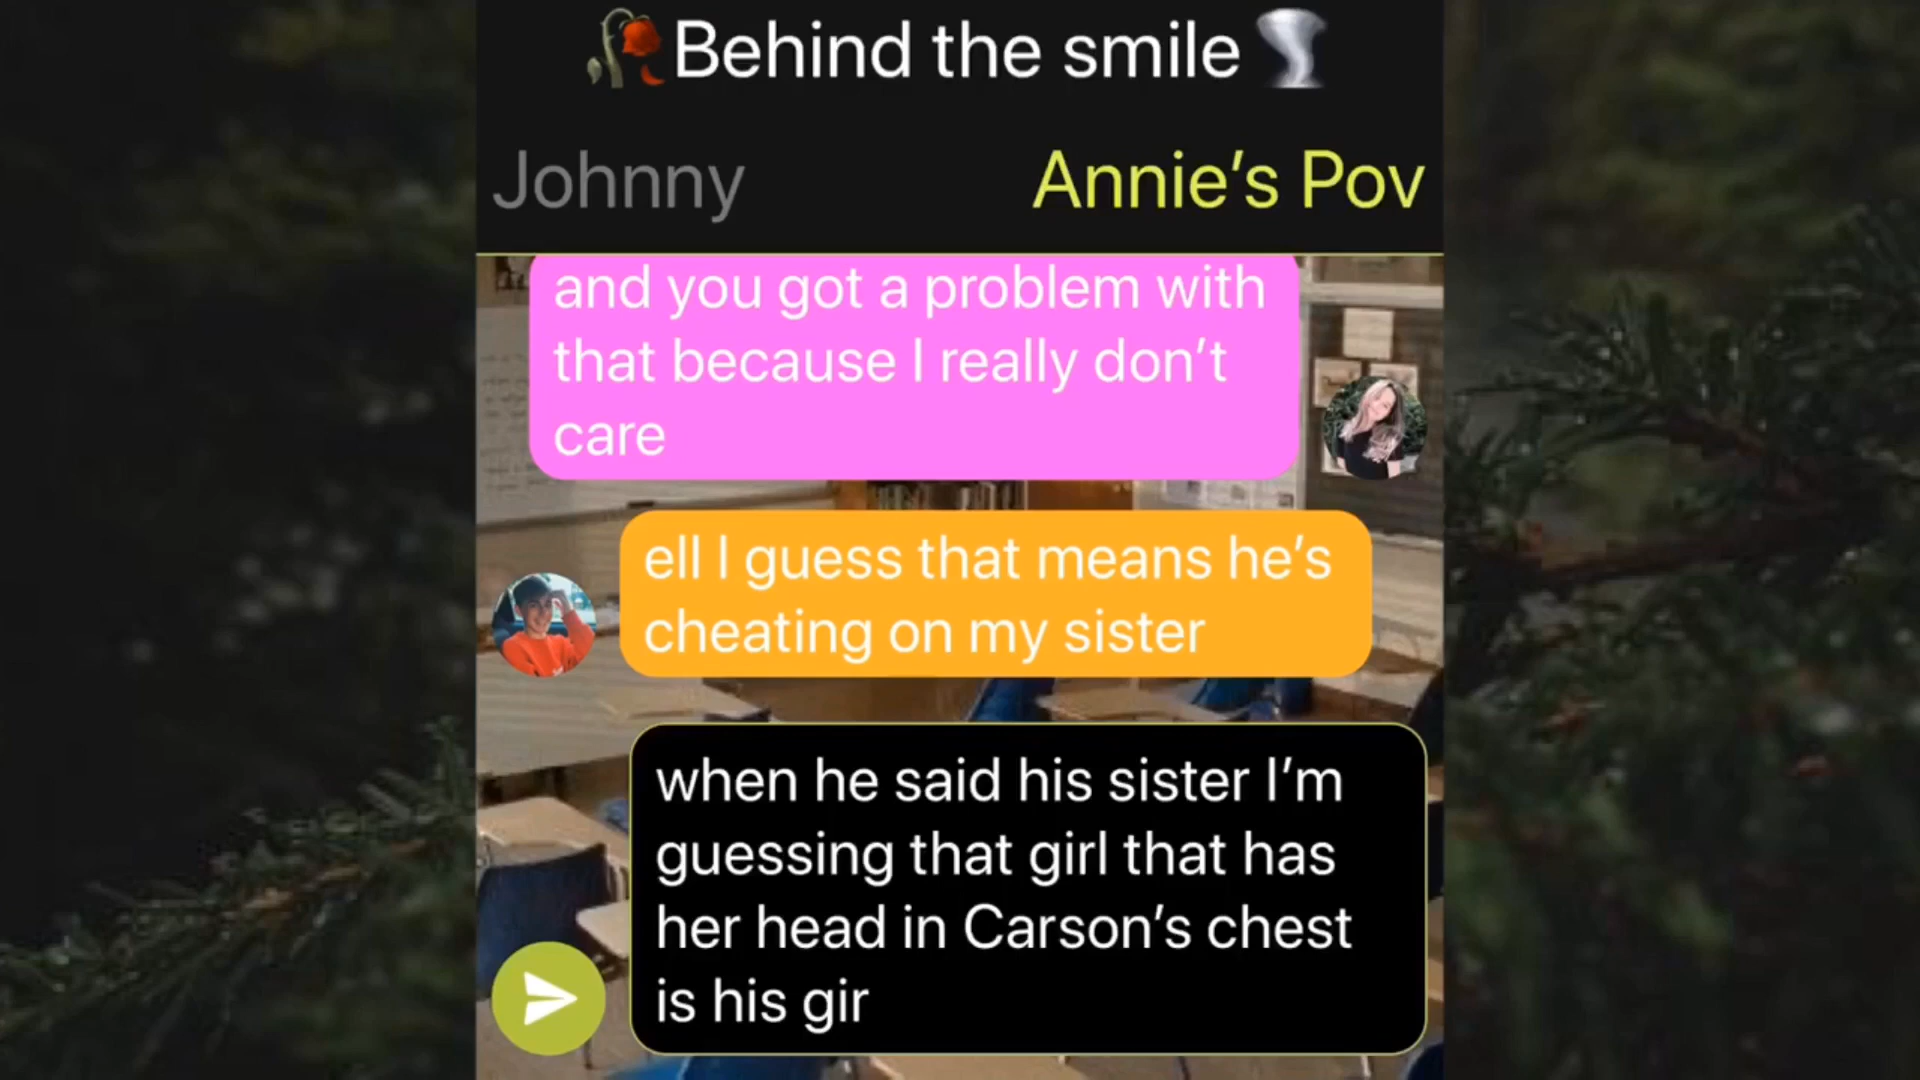 🥀Behind the smile🌪
Johnny
Annie’s Pov
and you got a problem with
that because I really don’t
care
ell I guess that means he’s
cheating on my sister
when he said his sister I’m
guessing that girl that has
her head in Carson’s chest
is his gir